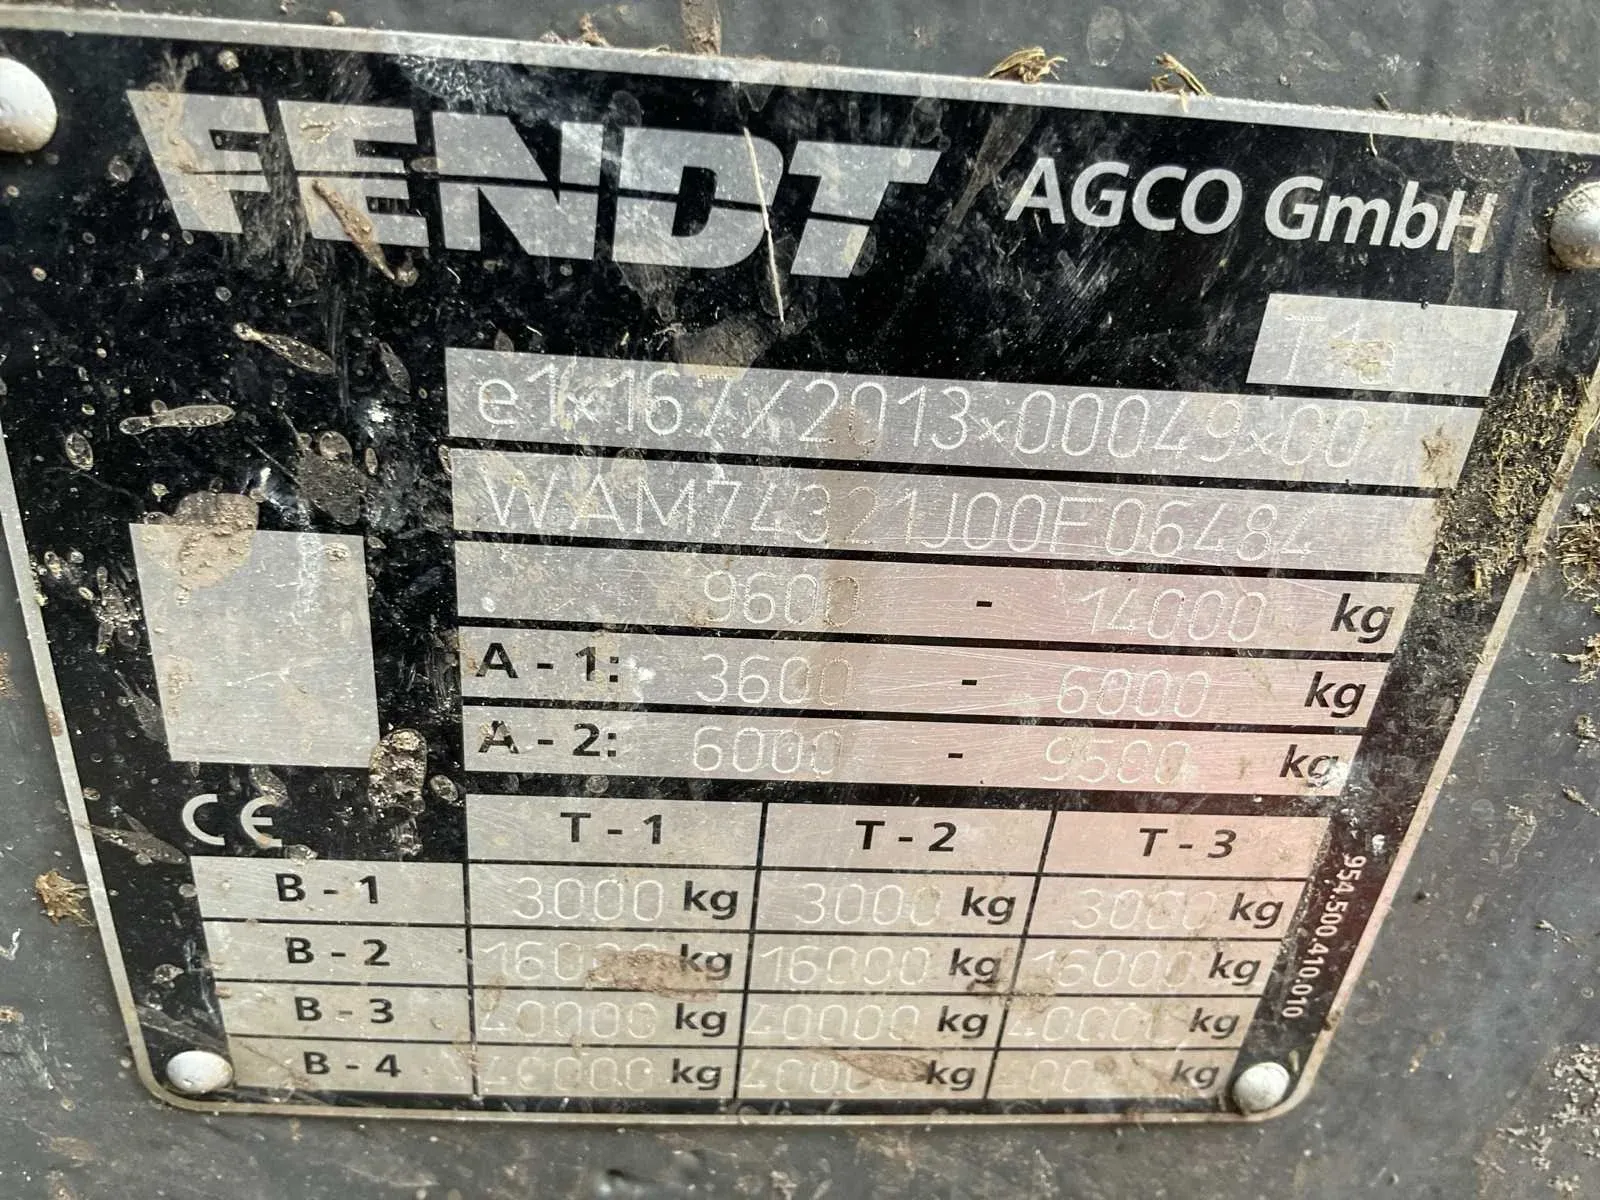 FENDT AGCO GmbH
T1a
e1*167/2013*00049*00
WAM74321J00F06484
9600 - 14000 kg
A - 1: 3600 - 6000 kg
A - 2: 6000 - 9500 kg
CE
T - 1 T - 2 T - 3
B - 1 3000 kg 3000 kg 3000 kg
B - 2 16000 kg 16000 kg 16000 kg
B - 3 40000 kg 40000 kg 40000 kg
B - 4 40000 kg 40000 kg kg
954.500.410.010